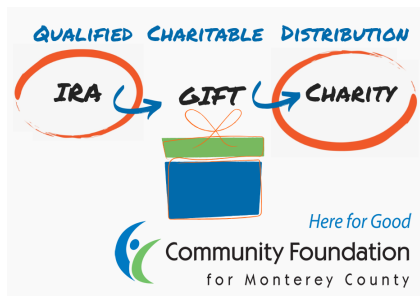 QUALIFIED CHARITABLE DISTRIBUTION
IRA GIFT CHARITY
Here for Good
Community Foundation
for Monterey County